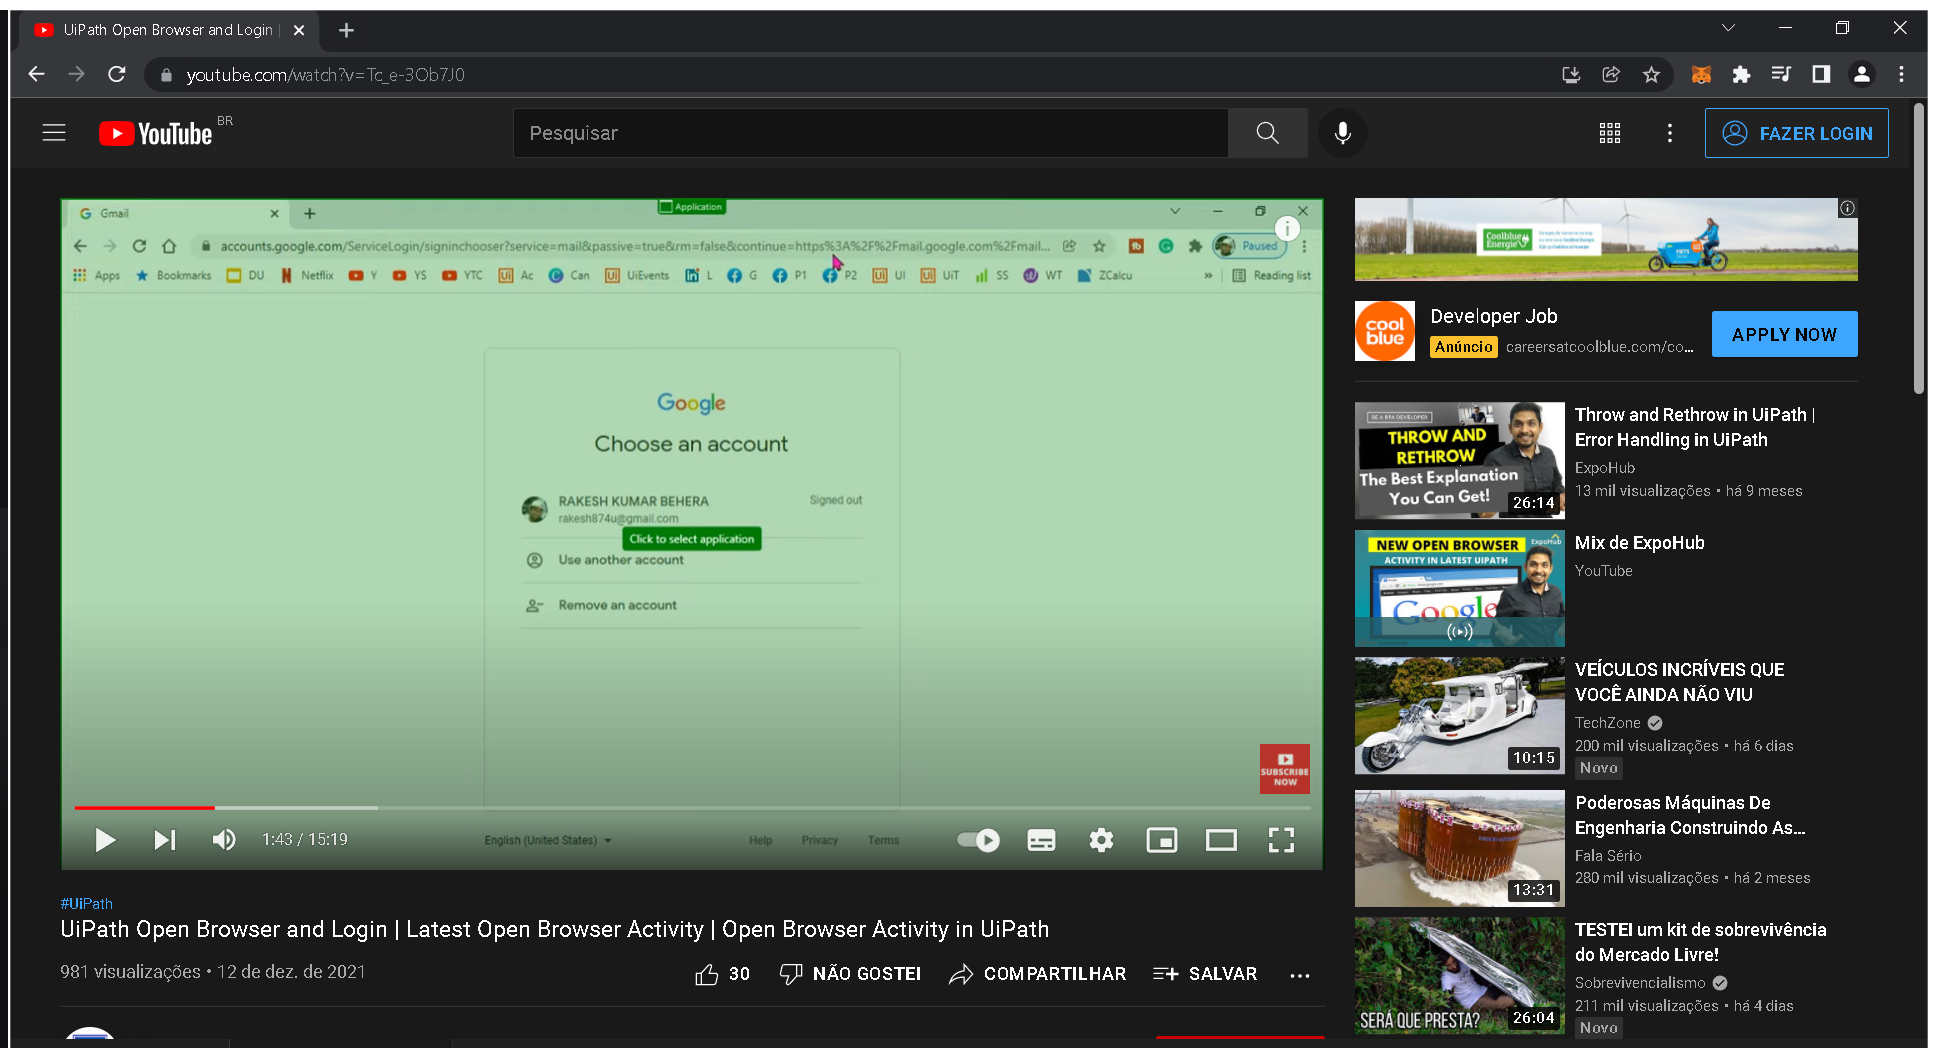 UiPath Open Browser and Login |
youtube.com/watch?v=Tc_e-3Ob7J0
YouTube BR
Pesquisar
FAZER LOGIN
Gmail
Application
accounts.google.com/ServiceLogin/signinchooser?service=mail&passive=true&rm=false&continue=https%3A%2F%2Fmail.google.com%2Fmail...
Paused
Apps Bookmarks DU Netflix Y YS YTC Ac Can UiEvents L G P1 P2 UI UiT SS WT ZCalcu » Reading list
Google
Choose an account
RAKESH KUMAR BEHERA Signed out
rakesh874u@gmail.com
Click to select application
Use another account
Remove an account
SUBSCRIBE
NOW
1:43 / 15:19
English (United States) Help Privacy Terms
#UiPath
UiPath Open Browser and Login | Latest Open Browser Activity | Open Browser Activity in UiPath
981 visualizações • 12 de dez. de 2021
30 NÃO GOSTEI COMPARTILHAR SALVAR ...
Coolblue
Energie
cool
blue
Developer Job
Anúncio careersatcoolblue.com/co...
APPLY NOW
BE A RPA DEVELOPER
THROW AND
RETHROW
The Best Explanation
You Can Get!
26:14
Throw and Rethrow in UiPath |
Error Handling in UiPath
ExpoHub
13 mil visualizações • há 9 meses
NEW OPEN BROWSER
ExpoHub
ACTIVITY IN LATEST UIPATH
Google
Mix de ExpoHub
YouTube
10:15
VEÍCULOS INCRÍVEIS QUE
VOCÊ AINDA NÃO VIU
TechZone
200 mil visualizações • há 6 dias
Novo
13:31
Poderosas Máquinas De
Engenharia Construindo As...
Fala Sério
280 mil visualizações • há 2 meses
SERÁ QUE PRESTA?
26:04
TESTEI um kit de sobrevivência
do Mercado Livre!
Sobrevivencialismo
211 mil visualizações • há 4 dias
Novo